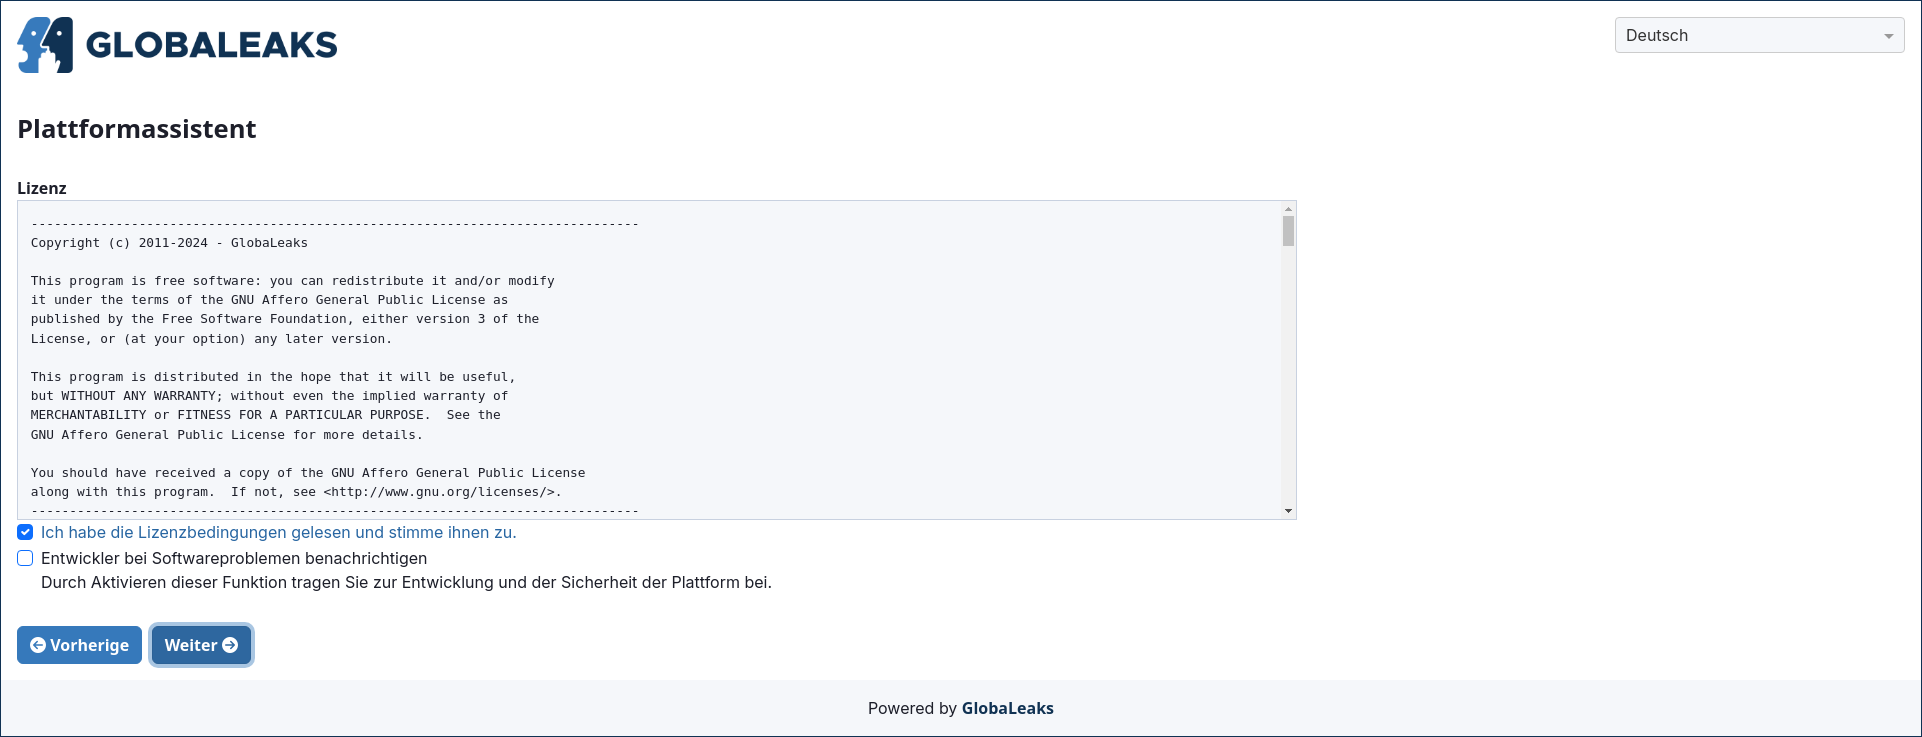 GLOBALEAKS
Deutsch
Plattformassistent
Lizenz
-------------------------------------------------------------------------------
Copyright (c) 2011-2024 - GlobaLeaks
This program is free software: you can redistribute it and/or modify
it under the terms of the GNU Affero General Public License as
published by the Free Software Foundation, either version 3 of the
License, or (at your option) any later version.
This program is distributed in the hope that it will be useful,
but WITHOUT ANY WARRANTY; without even the implied warranty of
MERCHANTABILITY or FITNESS FOR A PARTICULAR PURPOSE.  See the
GNU Affero General Public License for more details.
You should have received a copy of the GNU Affero General Public License
along with this program.  If not, see <http://www.gnu.org/licenses/>.
-------------------------------------------------------------------------------
Ich habe die Lizenzbedingungen gelesen und stimme ihnen zu.
Entwickler bei Softwareproblemen benachrichtigen
Durch Aktivieren dieser Funktion tragen Sie zur Entwicklung und der Sicherheit der Plattform bei.
Vorherige Weiter
Powered by GlobaLeaks